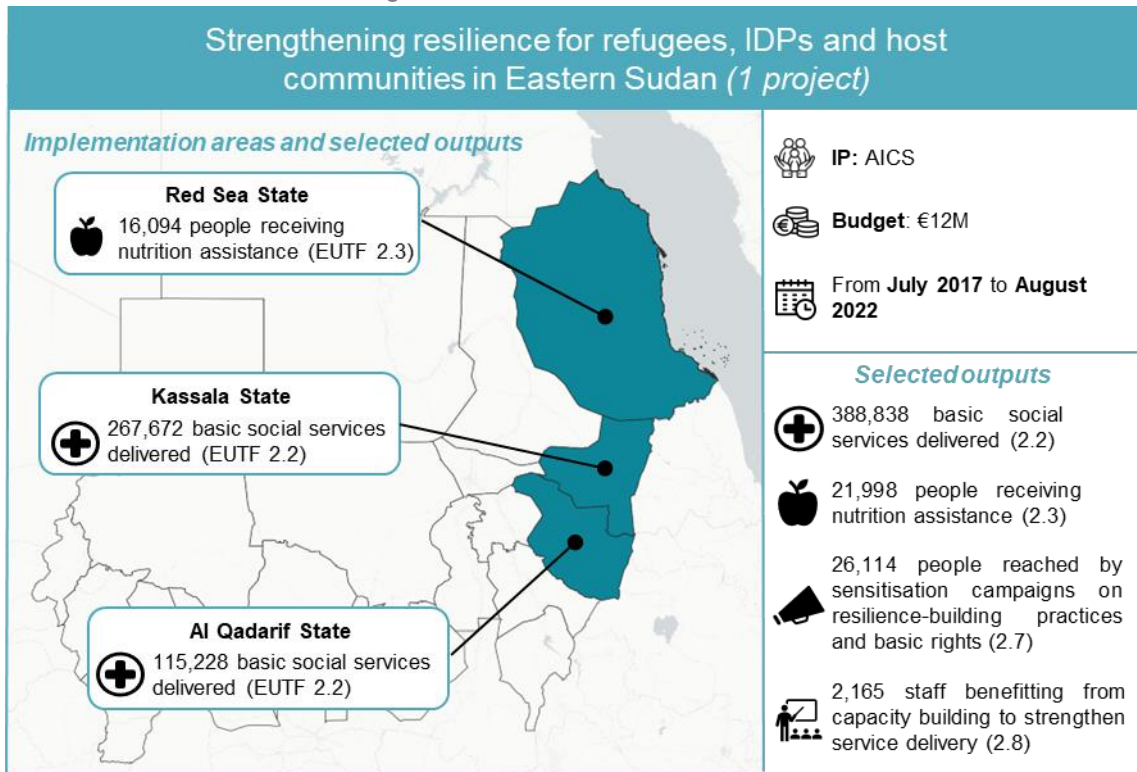 Strengthening resilience for refugees, IDPs and host
communities in Eastern Sudan (1 project)
Implementation areas and selected outputs
Red Sea State
16,094 people receiving
nutrition assistance (EUTF 2.3)
Kassala State
267,672 basic social services
delivered (EUTF 2.2)
Al Qadarif State
115,228 basic social services
delivered (EUTF 2.2)
IP: AICS
Budget: €12M
From July 2017 to August
2022
Selected outputs
388,838 basic social
services delivered (2.2)
21,998 people receiving
nutrition assistance (2.3)
26,114 people reached by
sensitisation campaigns on
resilience-building practices
and basic rights (2.7)
2,165 staff benefitting from
capacity building to strengthen
service delivery (2.8)